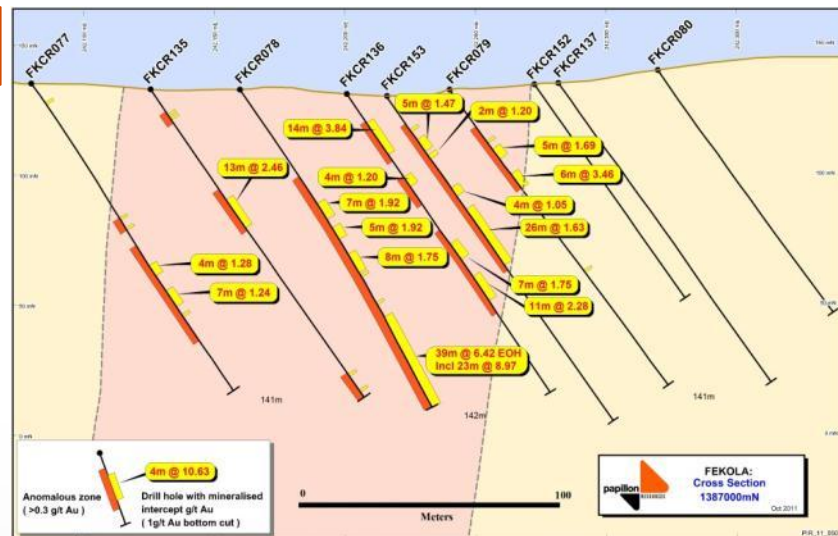 FKCR077
FKCR135
FKCR078
FKCR136
FKCR153
FKCR079
FKCR152
FKCR137
FKCR080
5m @ 1.47
2m @ 1.20
14m @ 3.84
5m @ 1.69
13m @ 2.46
6m @ 3.46
4m @ 1.20
4m @ 1.05
7m @ 1.92
5m @ 1.92
26m @ 1.63
4m @ 1.28
8m @ 1.75
7m @ 1.24
7m @ 1.75
11m @ 2.28
39m @ 6.42 EOH
Incl 23m @ 8.97
141m
142m
141m
4m @ 10.63
Anomalous zone
( >0.3 g/t Au )
Drill hole with mineralised
intercept g/t Au
( 1g/t Au bottom cut )
0
100
Meters
papillon
RESOURCES
FEKOLA:
Cross Section
1387000mN
Oct 2011